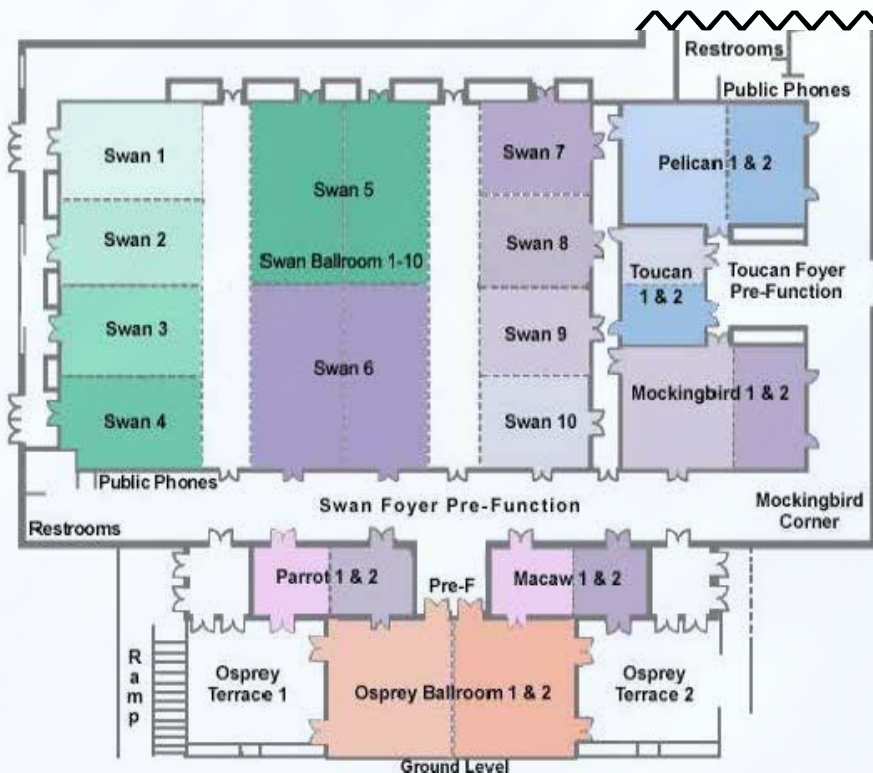 Restrooms
Public Phones
Swan 1
Swan 5
Swan 7
Pelican 1 & 2
Swan 2
Swan Ballroom 1-10
Swan 8
Toucan
1 & 2
Toucan Foyer
Pre-Function
Swan 3
Swan 6
Swan 9
Swan 4
Swan 10
Mockingbird 1 & 2
Public Phones
Swan Foyer Pre-Function
Mockingbird
Corner
Restrooms
Parrot 1 & 2
Pre-F
Macaw 1 & 2
Ramp
Osprey
Terrace 1
Osprey Ballroom 1 & 2
Osprey
Terrace 2
Ground Level